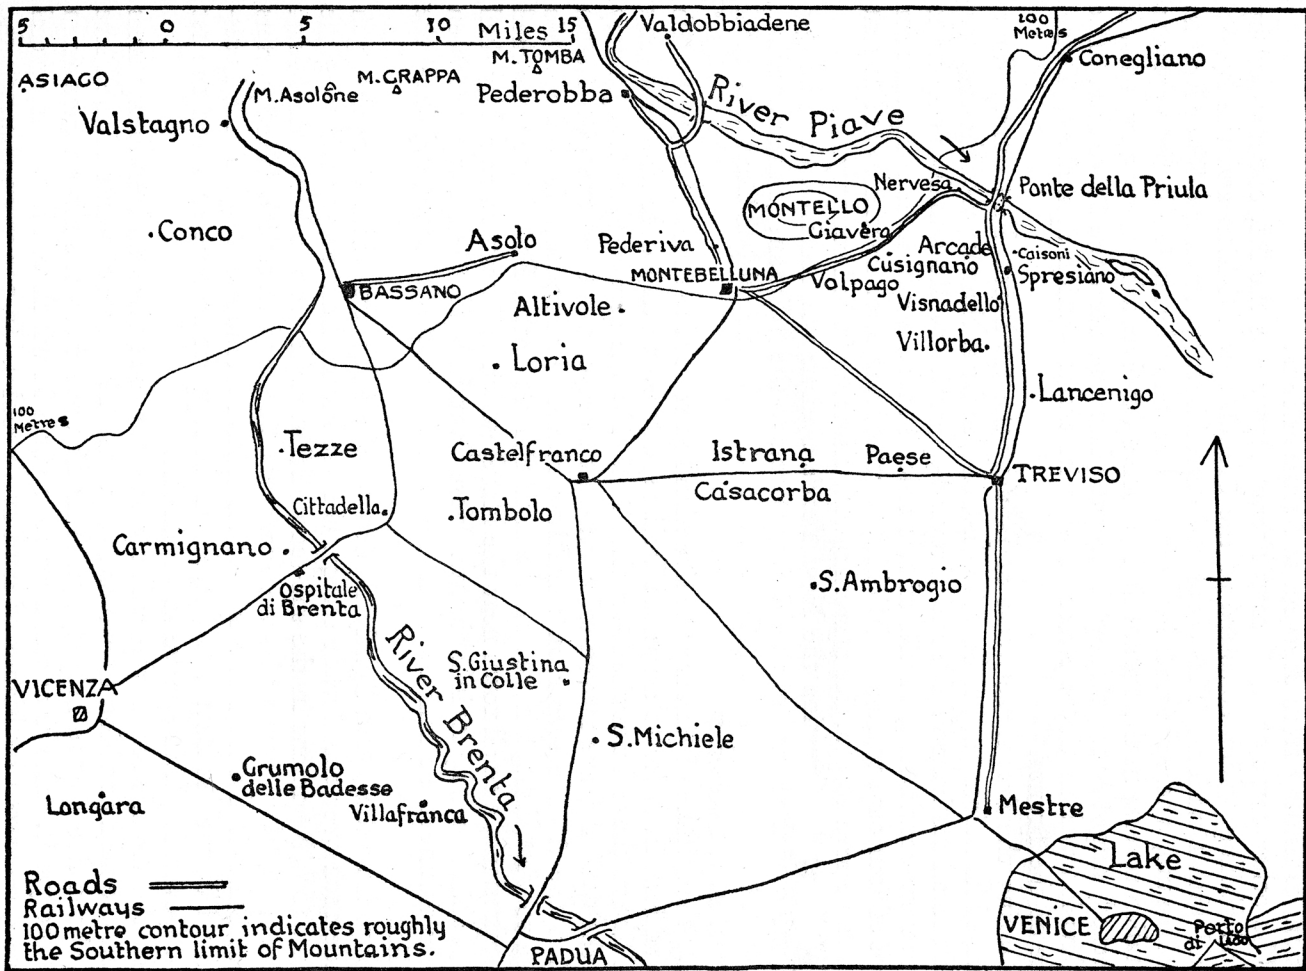 5 0 5 10 Miles 15
Valdobbiadene
100
Metres
Conegliano
ASIAGO
M. Asolone
M. GRAPPA
M. TOMBA
Pederobba
River Piave
Valstagno
Nervesa
Ponte della Priula
MONTELLO
Giavera
Conco
Asolo
Pederiva
Arcade
Caisoni
MONTEBELLUNA
Cusignano
Spresiano
BASSANO
Volpago
Visnadello
Altivole
Villorba
Loria
Lancenigo
100
Metres
Tezze
Castelfranco
Istrana
Paese
TREVISO
Casacorba
Cittadella
Tombolo
Carmignano
S. Ambrogio
Ospitale
di Brenta
River Brenta
S. Giustina
in Colle
VICENZA
S. Michiele
Grumolo
delle Badesse
Longara
Villafranca
Mestre
Lake
VENICE
Porto
di Lido
PADUA
Roads
Railways
100 metre contour indicates roughly
the Southern limit of Mountains.